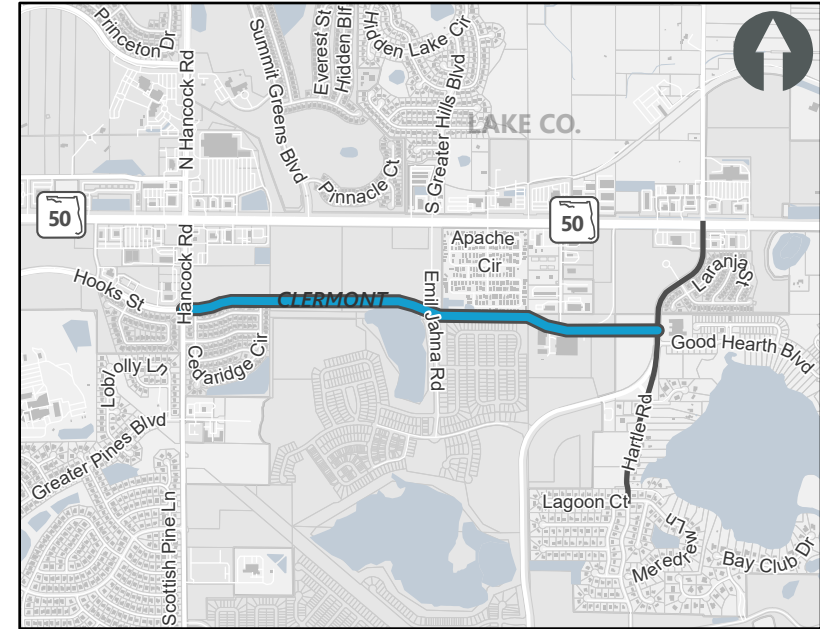 Princeton Dr
N Hancock Rd
Summit Greens Blvd
Everest St
Hidden Blf
Hidden Lake Cir
S Greater Hills Blvd
LAKE CO.
Pinnacle Ct
50
50
Apache
Cir
Laranja St
Hooks St
Hancock Rd
CLERMONT
Emil Jahna Rd
Good Hearth Blvd
Loblolly Ln
Cedaridge Cir
Hartle Rd
Greater Pines Blvd
Scottish Pine Ln
Lagoon Ct
Meredrew Ln
Bay Club Dr